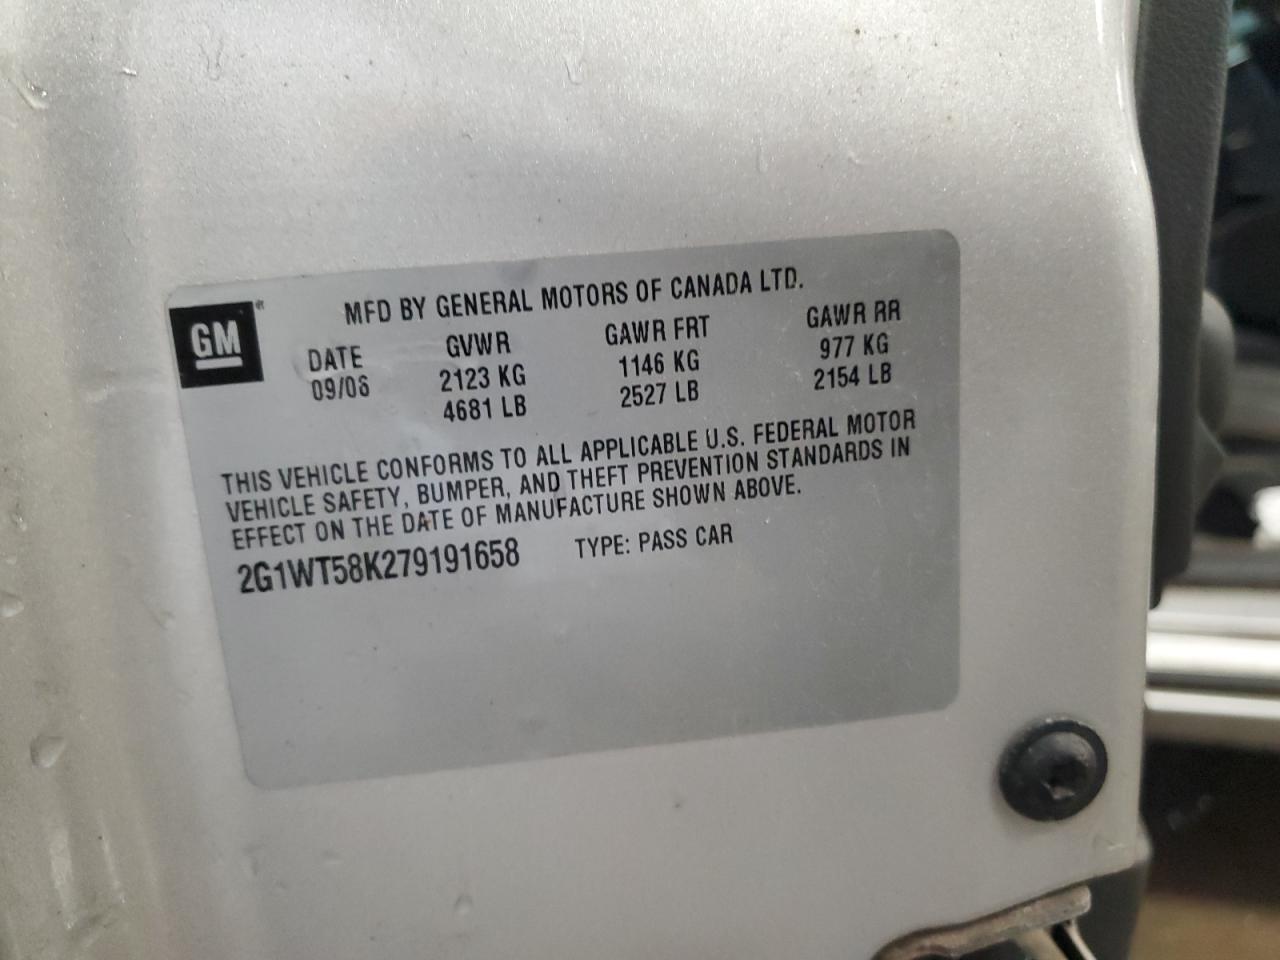 MFD BY GENERAL MOTORS OF CANADA LTD.
GM®
DATE GVWR GAWR FRT GAWR RR
09/06 2123 KG 1146 KG 977 KG
4681 LB 2527 LB 2154 LB
THIS VEHICLE CONFORMS TO ALL APPLICABLE U.S. FEDERAL MOTOR
VEHICLE SAFETY, BUMPER, AND THEFT PREVENTION STANDARDS IN
EFFECT ON THE DATE OF MANUFACTURE SHOWN ABOVE.
2G1WT58K279191658 TYPE: PASS CAR